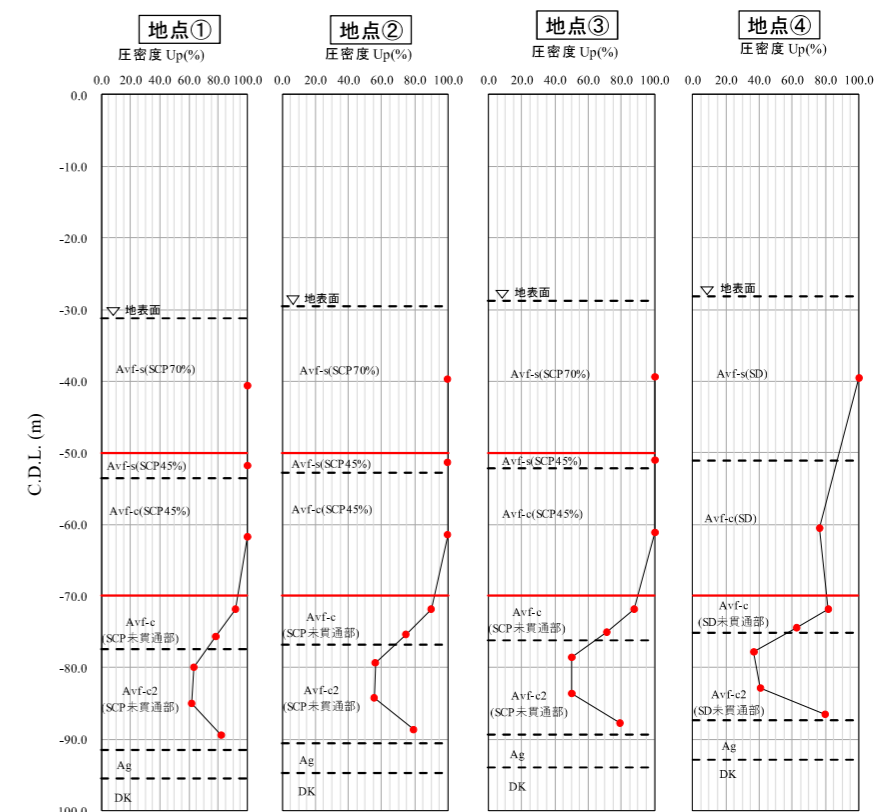 地点① 地点② 地点③ 地点④
圧密度 Up(%) 圧密度 Up(%) 圧密度 Up(%) 圧密度 Up(%)
0.0 20.0 40.0 60.0 80.0 100.0 0.0 20.0 40.0 60.0 80.0 100.0 0.0 20.0 40.0 60.0 80.0 100.0 0.0 20.0 40.0 60.0 80.0 100.0
C.D.L. (m)
0.0
-10.0
-20.0
-30.0
-40.0
-50.0
-60.0
-70.0
-80.0
-90.0
-100.0
▽ 地表面
Avf-s(SCP70%)
Avf-s(SCP45%)
Avf-c(SCP45%)
Avf-c
(SCP未貫通部)
Avf-c2
(SCP未貫通部)
Ag
DK
▽ 地表面
Avf-s(SCP70%)
Avf-s(SCP45%)
Avf-c(SCP45%)
Avf-c
(SCP未貫通部)
Avf-c2
(SCP未貫通部)
Ag
DK
▽ 地表面
Avf-s(SCP70%)
Avf-s(SCP45%)
Avf-c(SCP45%)
Avf-c
(SCP未貫通部)
Avf-c2
(SCP未貫通部)
Ag
DK
▽ 地表面
Avf-s(SD)
Avf-c(SD)
Avf-c
(SD未貫通部)
Avf-c2
(SD未貫通部)
Ag
DK